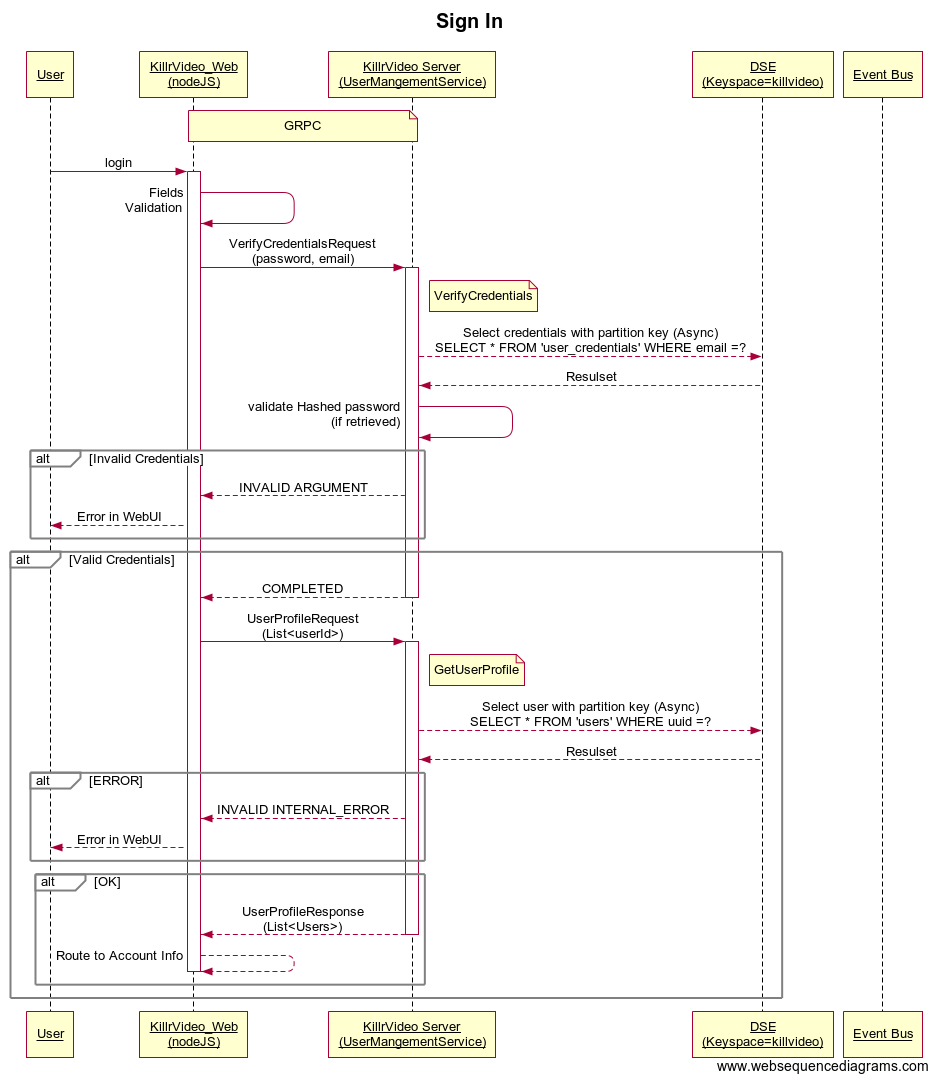 Sign In
User
KillrVideo_Web
(nodeJS)
KillrVideo Server
(UserMangementService)
DSE
(Keyspace=killvideo)
Event Bus
GRPC
login
Fields
Validation
VerifyCredentialsRequest
(password, email)
VerifyCredentials
Select credentials with partition key (Async)
SELECT * FROM 'user_credentials' WHERE email =?
Resulset
validate Hashed password
(if retrieved)
alt [Invalid Credentials]
INVALID ARGUMENT
Error in WebUI
alt [Valid Credentials]
COMPLETED
UserProfileRequest
(List<userId>)
GetUserProfile
Select user with partition key (Async)
SELECT * FROM 'users' WHERE uuid =?
Resulset
alt [ERROR]
INVALID INTERNAL_ERROR
Error in WebUI
alt [OK]
UserProfileResponse
(List<Users>)
Route to Account Info
User
KillrVideo_Web
(nodeJS)
KillrVideo Server
(UserMangementService)
DSE
(Keyspace=killvideo)
Event Bus
www.websequencediagrams.com